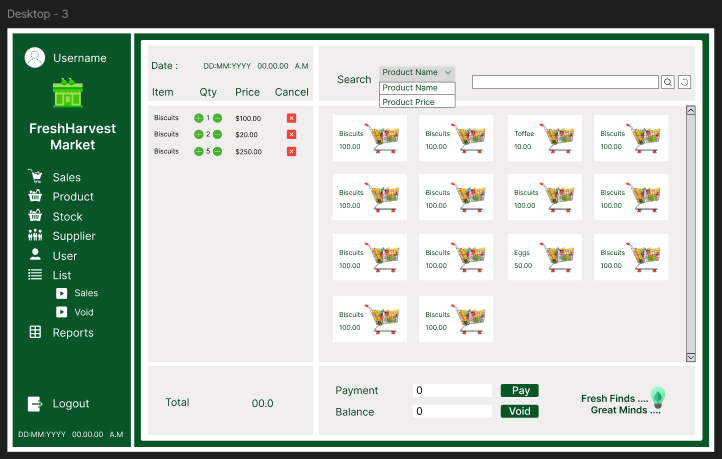 Desktop - 3
Username
FreshHarvest
Market
Sales
Product
Stock
Supplier
User
List
Sales
Void
Reports
Logout
DD:MM:YYYY 00.00.00 A.M
Date : DD:MM:YYYY 00.00.00 A.M
Item Qty Price Cancel
Biscuits 1 $100.00
Biscuits 2 $20.00
Biscuits 5 $250.00
Total 00.0
Search Product Name
Product Name
Product Price
Biscuits Biscuits Toffee Biscuits
100.00 100.00 10.00 100.00
Biscuits Biscuits Biscuits Biscuits
100.00 100.00 100.00 100.00
Biscuits Biscuits Eggs Biscuits
100.00 100.00 50.00 100.00
Biscuits Biscuits
100.00 100.00
Payment 0 Pay
Balance 0 Void
Fresh Finds ....
Great Minds ....